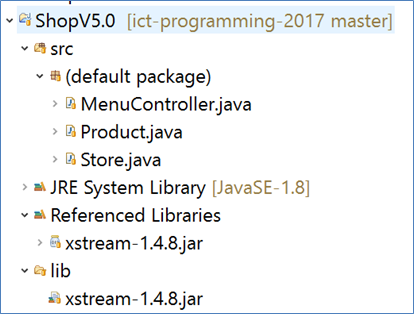 ShopV5.0 [ict-programming-2017 master]
src
(default package)
MenuController.java
Product.java
Store.java
JRE System Library [JavaSE-1.8]
Referenced Libraries
xstream-1.4.8.jar
lib
xstream-1.4.8.jar